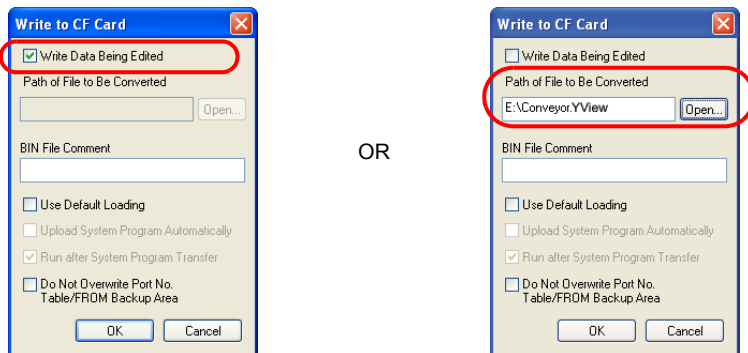 Write to CF Card
Write Data Being Edited
Path of File to Be Converted
Open...
BIN File Comment
Use Default Loading
Upload System Program Automatically
Run after System Program Transfer
Do Not Overwrite Port No.
Table/FROM Backup Area
OK Cancel
OR
Write to CF Card
Write Data Being Edited
Path of File to Be Converted
E:\Conveyor.YView Open...
BIN File Comment
Use Default Loading
Upload System Program Automatically
Run after System Program Transfer
Do Not Overwrite Port No.
Table/FROM Backup Area
OK Cancel